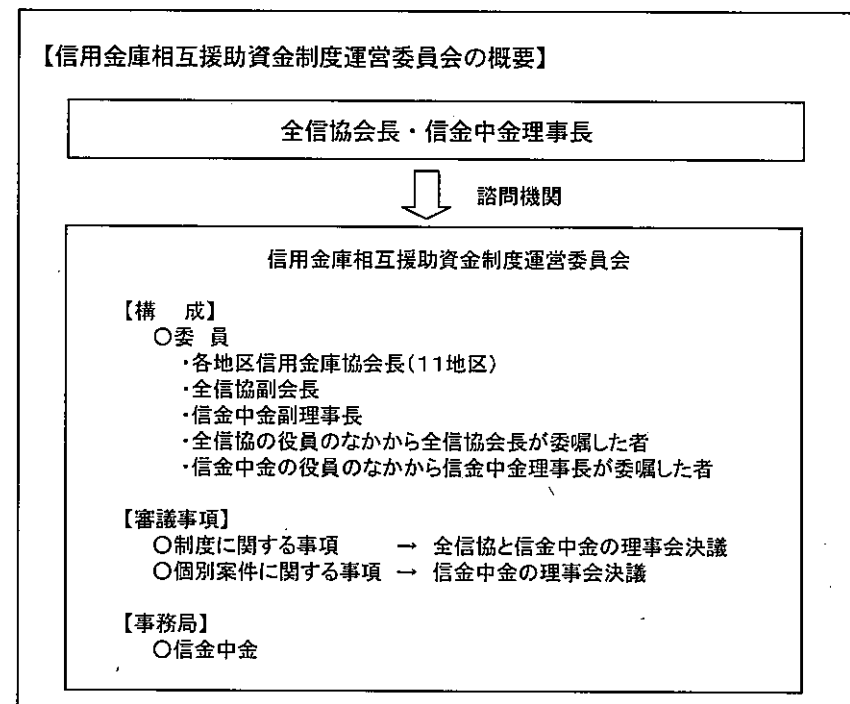 【信用金庫相互援助資金制度運営委員会の概要】
全信協会長・信金中金理事長
諮問機関
信用金庫相互援助資金制度運営委員会
【構　成】
○委　員
・各地区信用金庫協会長(11地区)
・全信協副会長
・信金中金副理事長
・全信協の役員のなかから全信協会長が委嘱した者
・信金中金の役員のなかから信金中金理事長が委嘱した者
【審議事項】
○制度に関する事項　→　全信協と信金中金の理事会決議
○個別案件に関する事項　→　信金中金の理事会決議
【事務局】
○信金中金